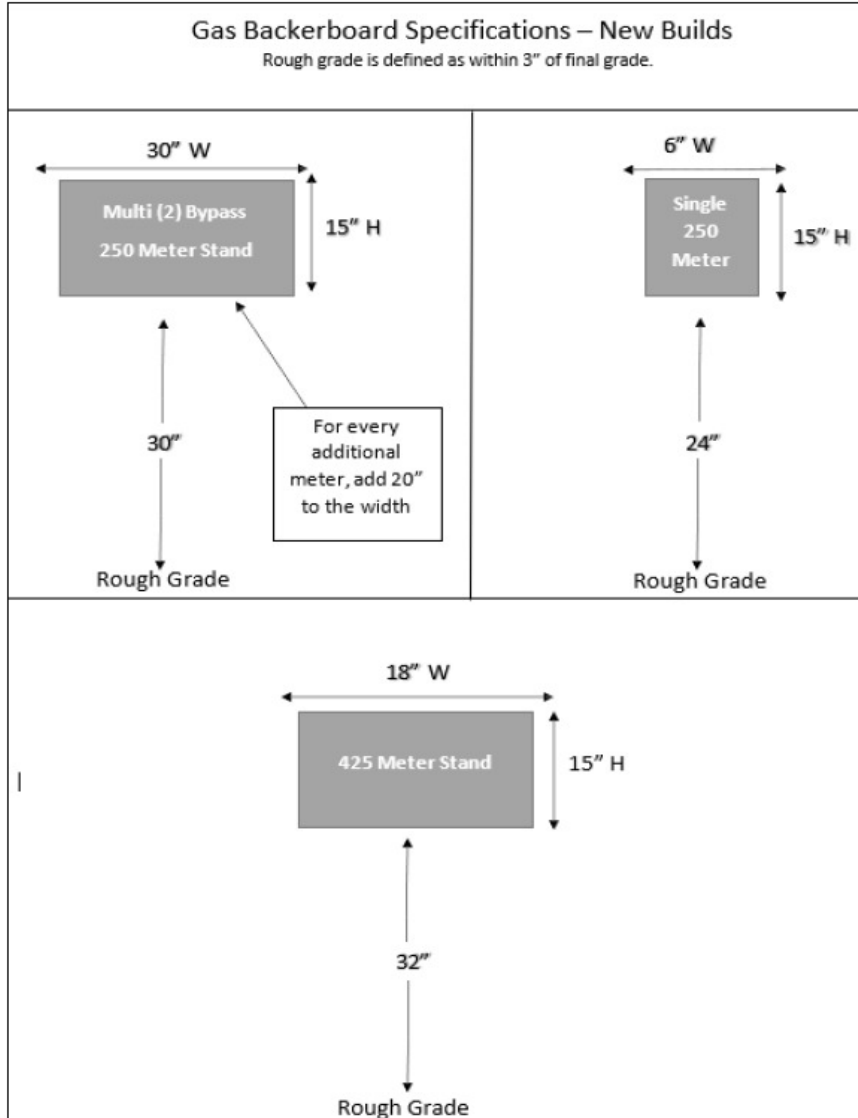 Gas Backerboard Specifications – New Builds
Rough grade is defined as within 3” of final grade.
30” W
Multi (2) Bypass
250 Meter Stand
15” H
30”
For every
additional
meter, add 20”
to the width
Rough Grade
6” W
Single
250
Meter
15” H
24”
Rough Grade
18” W
425 Meter Stand
15” H
32”
Rough Grade